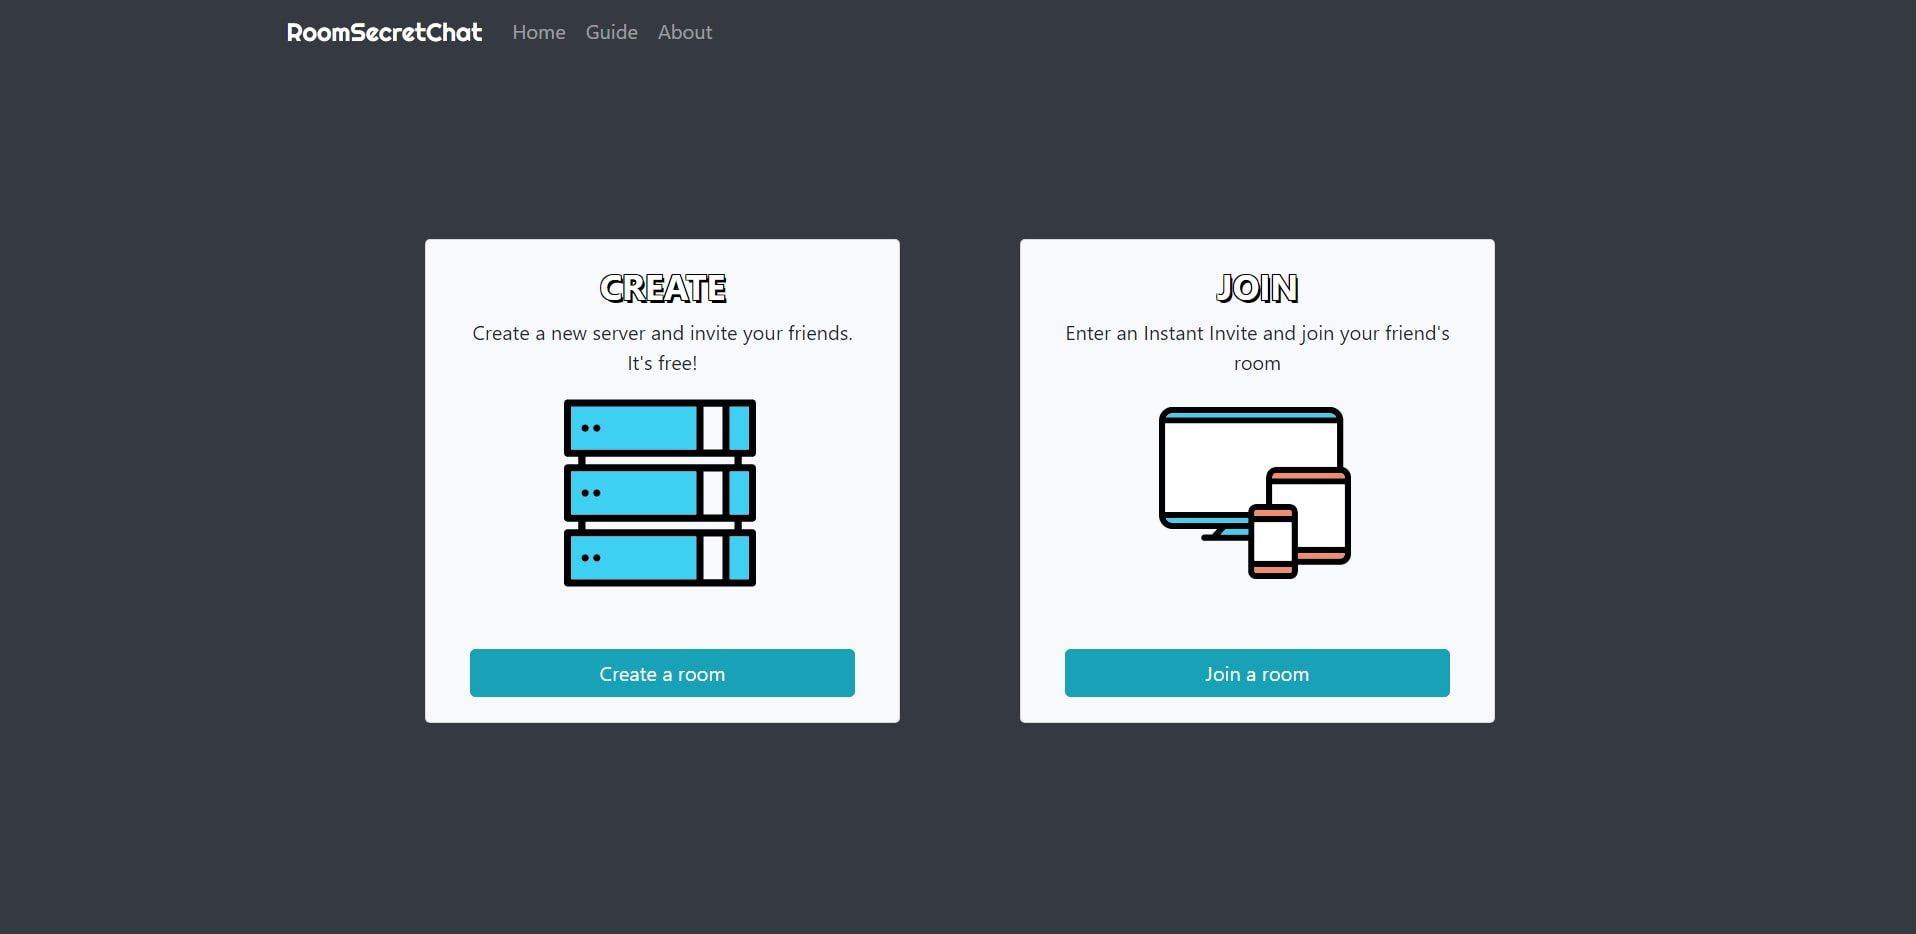 RoomSecretChat Home Guide About
CREATE
Create a new server and invite your friends.
It's free!
Create a room
JOIN
Enter an Instant Invite and join your friend's
room
Join a room